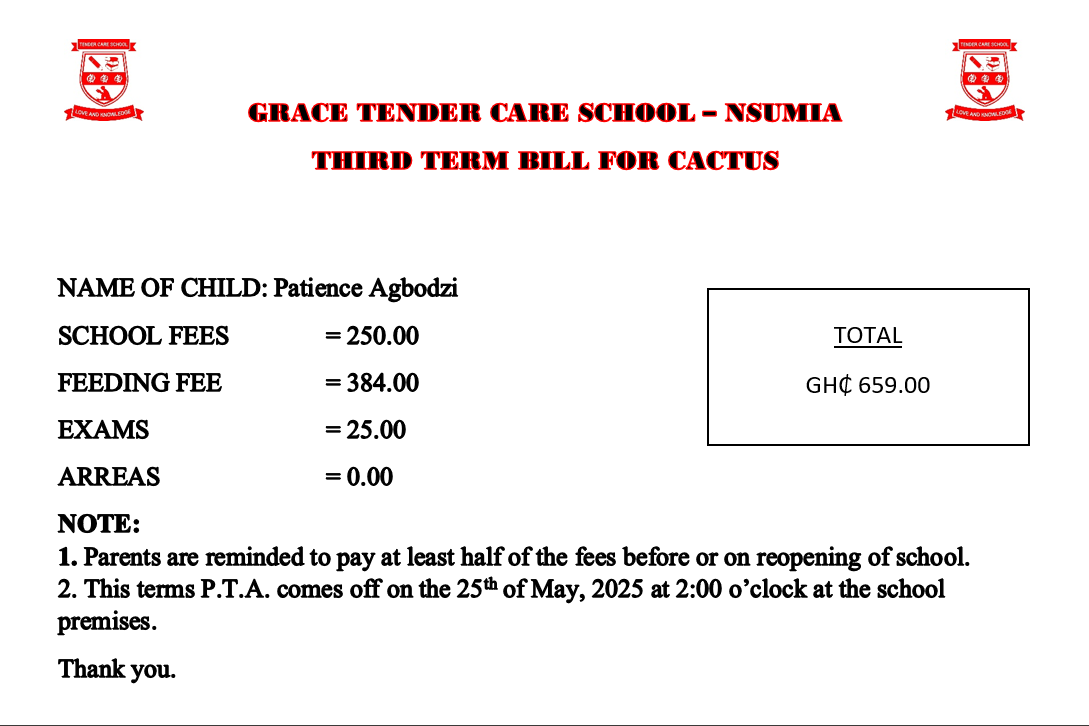 TENDER CARE SCHOOL
LOVE AND KNOWLEDGE
TENDER CARE SCHOOL
LOVE AND KNOWLEDGE
GRACE TENDER CARE SCHOOL – NSUMIA
THIRD TERM BILL FOR CACTUS
NAME OF CHILD: Patience Agbodzi
SCHOOL FEES = 250.00
FEEDING FEE = 384.00
EXAMS = 25.00
ARREAS = 0.00
TOTAL
GH₵ 659.00
NOTE:
1. Parents are reminded to pay at least half of the fees before or on reopening of school.
2. This terms P.T.A. comes off on the 25th of May, 2025 at 2:00 o’clock at the school
premises.
Thank you.